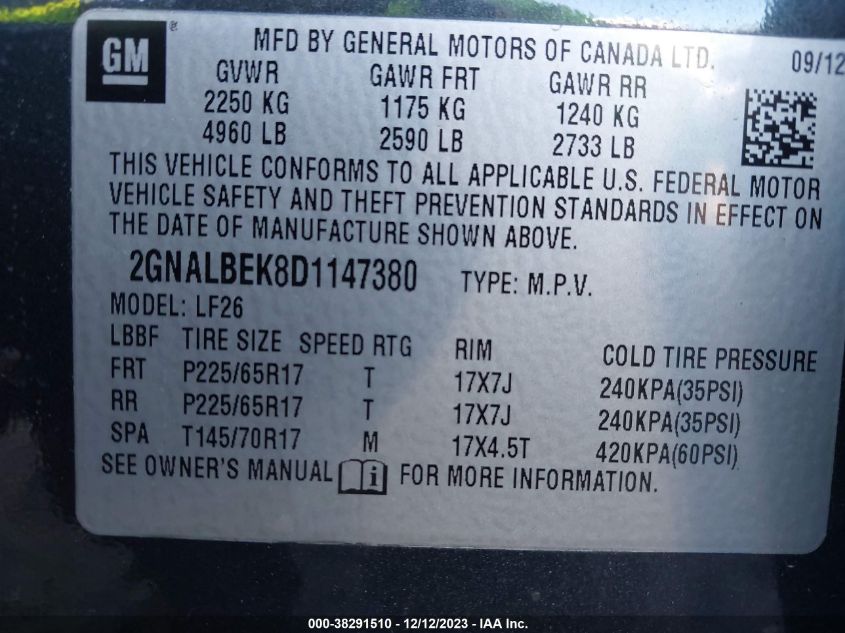 GM ®
MFD BY GENERAL MOTORS OF CANADA LTD.
09/12
GVWR GAWR FRT GAWR RR
2250 KG 1175 KG 1240 KG
4960 LB 2590 LB 2733 LB
THIS VEHICLE CONFORMS TO ALL APPLICABLE U.S. FEDERAL MOTOR
VEHICLE SAFETY AND THEFT PREVENTION STANDARDS IN EFFECT ON
THE DATE OF MANUFACTURE SHOWN ABOVE.
2GNALBEK8D1147380 TYPE: M.P.V.
MODEL: LF26
LBBF TIRE SIZE SPEED RTG RIM COLD TIRE PRESSURE
FRT P225/65R17 T 17X7J 240KPA(35PSI)
RR P225/65R17 T 17X7J 240KPA(35PSI)
SPA T145/70R17 M 17X4.5T 420KPA(60PSI)
SEE OWNER'S MANUAL i FOR MORE INFORMATION.
000-38291510 - 12/12/2023 - IAA Inc.